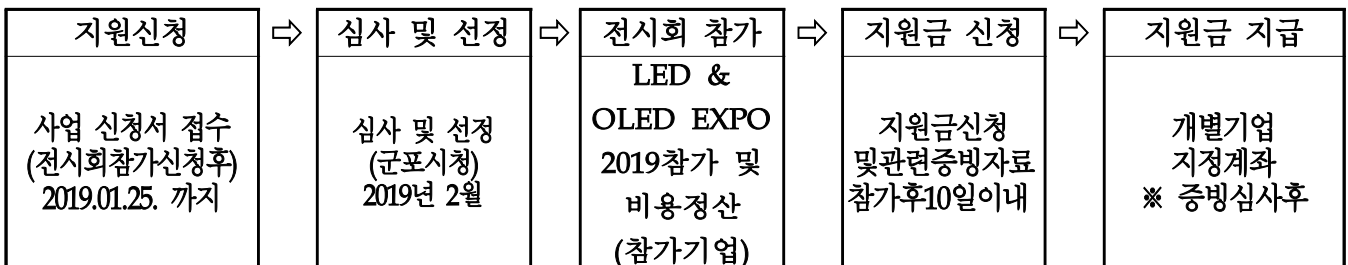 지원신청 ⇨ 심사 및 선정 ⇨ 전시회 참가 ⇨ 지원금 신청 ⇨ 지원금 지급
사업 신청서 접수
(전시회참가신청후)
2019.01.25. 까지
심사 및 선정
(군포시청)
2019년 2월
LED &
OLED EXPO
2019참가 및
비용정산
(참가기업)
지원금신청
및관련증빙자료
참가후10일이내
개별기업
지정계좌
※ 증빙심사후